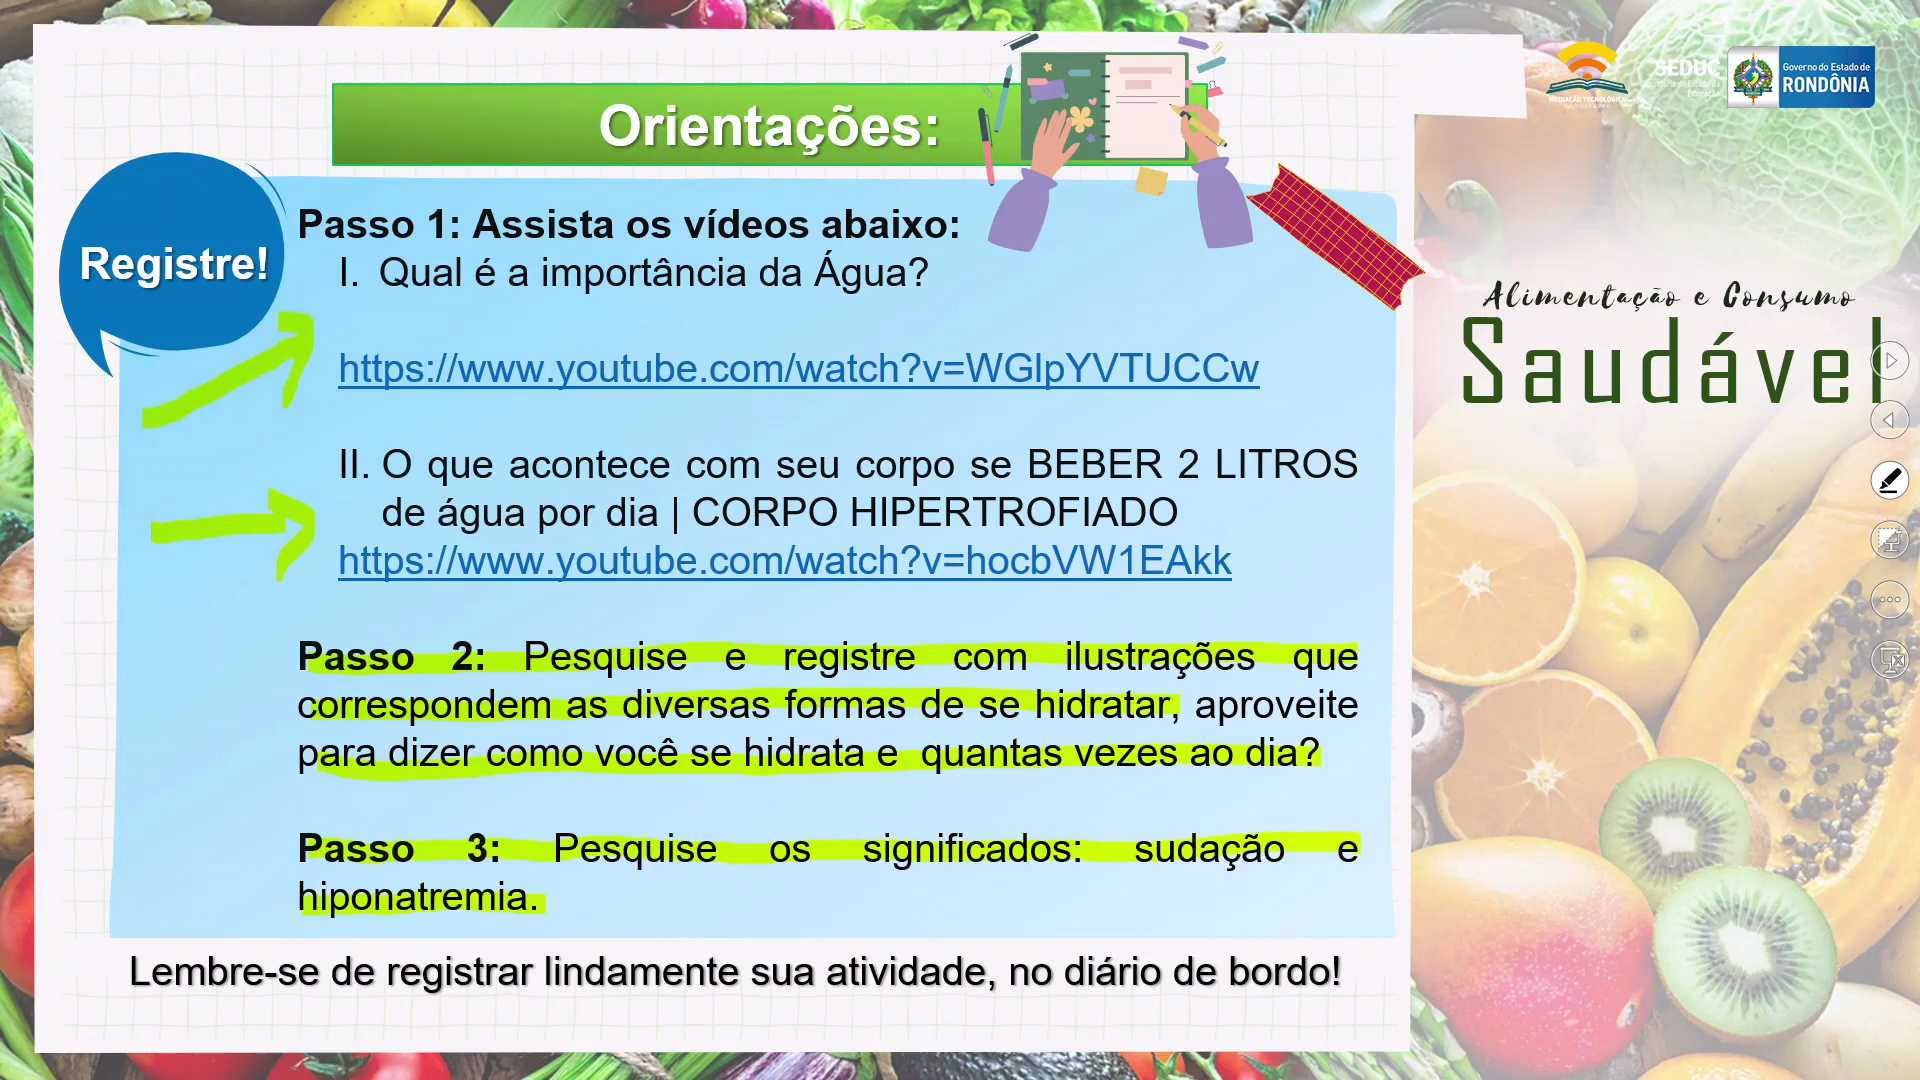 Orientações:
SEDUC
Governo do Estado de
RONDÔNIA
Registre!
Passo 1: Assista os vídeos abaixo:
I. Qual é a importância da Água?
https://www.youtube.com/watch?v=WGlpYVTUCCw
II. O que acontece com seu corpo se BEBER 2 LITROS
de água por dia | CORPO HIPERTROFIADO
https://www.youtube.com/watch?v=hocbVW1EAkk
Passo 2: Pesquise e registre com ilustrações que
correspondem as diversas formas de se hidratar, aproveite
para dizer como você se hidrata e quantas vezes ao dia?
Passo 3: Pesquise os significados: sudação e
hiponatremia.
Lembre-se de registrar lindamente sua atividade, no diário de bordo!
Alimentação e Consumo
Saudável